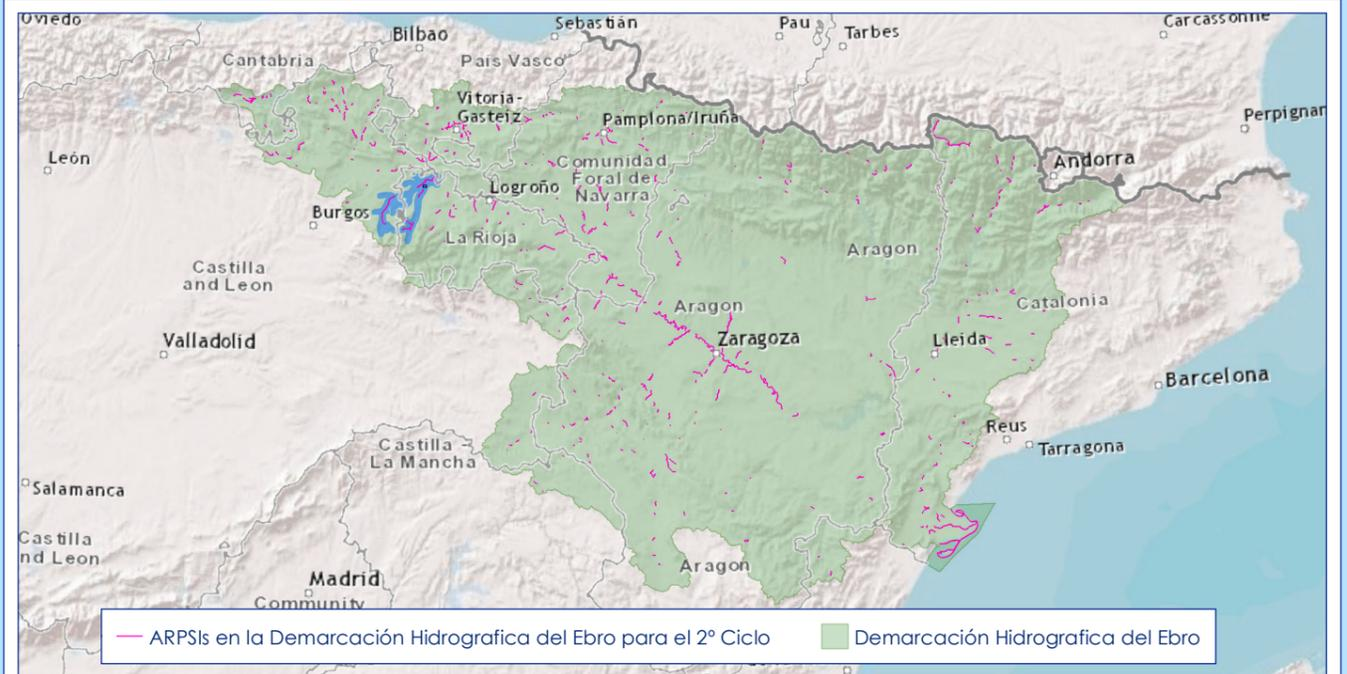 Oviedo
Sebastián
Pau
Tarbes
Carcassonne
Bilbao
Cantabria
Pais Vasco
Vitoria-
Gasteiz
Pamplona/Iruña
Perpignan
León
Andorra
Comunidad
Foral de
Navarra
Logroño
Burgos
La Rioja
Aragon
Castilla
and Leon
Aragon
Catalonia
Valladolid
Zaragoza
Lleida
Barcelona
Reus
Tarragona
Castilla -
La Mancha
Salamanca
Castilla
nd Leon
Aragon
Madrid
Community
ARPSIs en la Demarcación Hidrografica del Ebro para el 2º Ciclo
Demarcación Hidrografica del Ebro